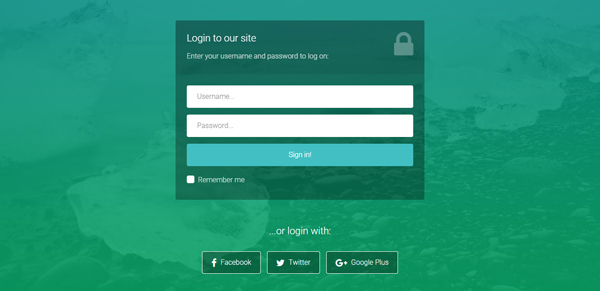 Login to our site
Enter your username and password to log on:
Username...
Password...
Sign in!
Remember me
...or login with:
Facebook
Twitter
G+ Google Plus